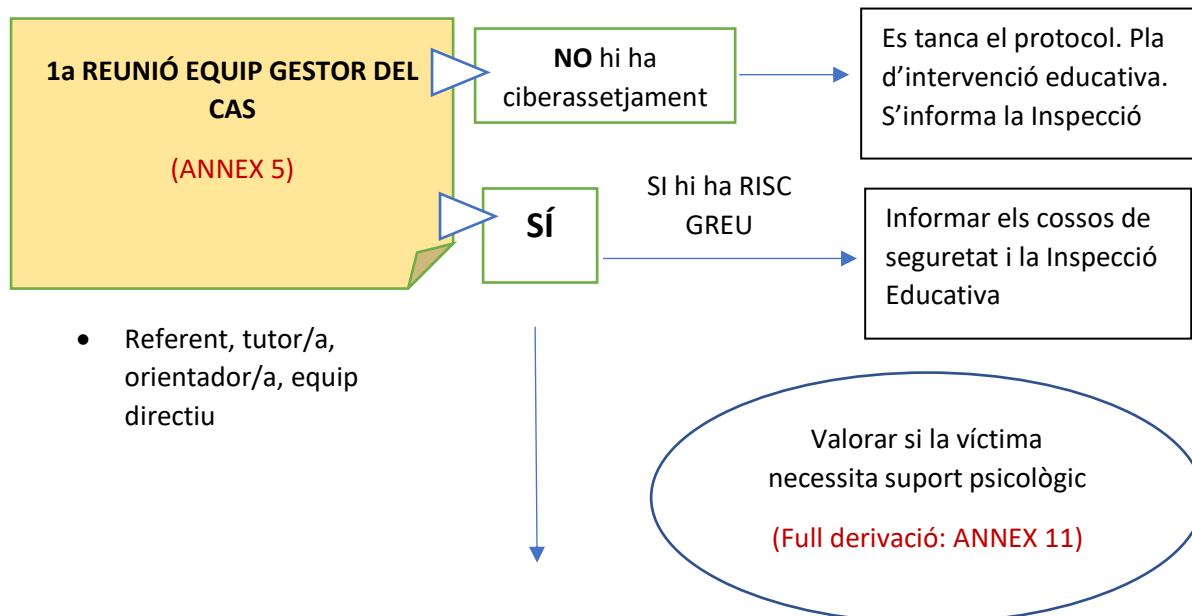 1a REUNIÓ EQUIP GESTOR DEL
CAS
(ANNEX 5)
NO hi ha
ciberassetjament
Es tanca el protocol. Pla
d’intervenció educativa.
S’informa la Inspecció
SÍ
SI hi ha RISC
GREU
Informar els cossos de
seguretat i la Inspecció
Educativa
• Referent, tutor/a,
orientador/a, equip
directiu
Valorar si la víctima
necessita suport psicològic
(Full derivació: ANNEX 11)